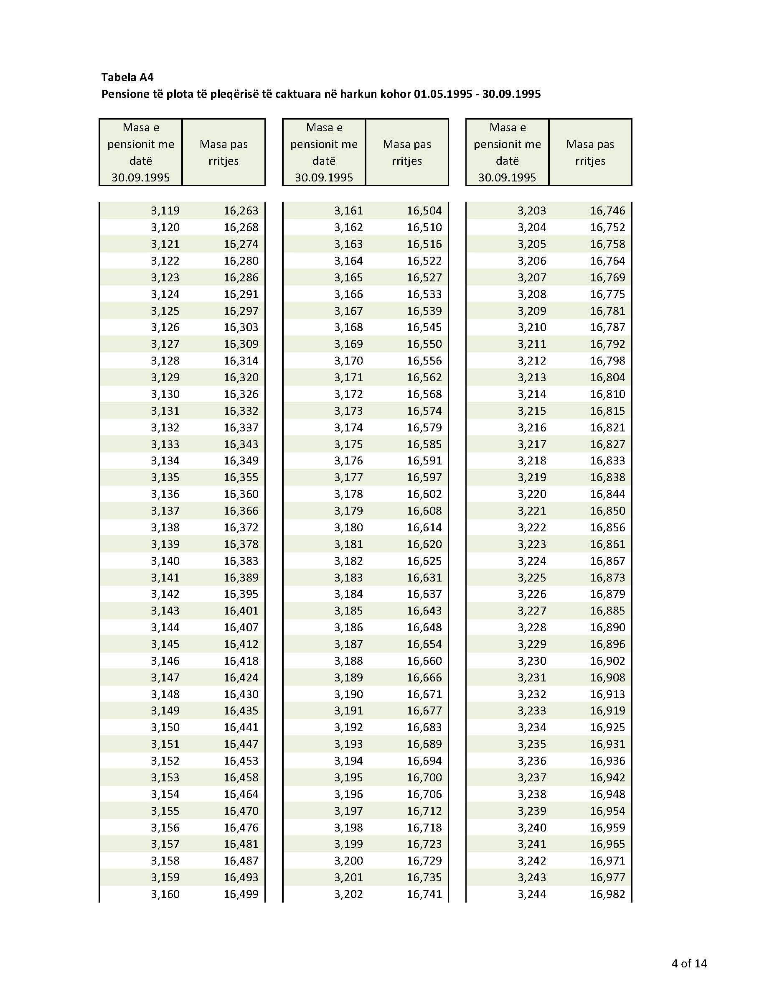 Tabela A4
Pensione të plota të pleqërisë të caktuara në harkun kohor 01.05.1995 - 30.09.1995
Masa e pensionit me datë 30.09.1995 Masa pas rritjes Masa e pensionit me datë 30.09.1995 Masa pas rritjes Masa e pensionit me datë 30.09.1995 Masa pas rritjes
3,119 16,263 3,161 16,504 3,203 16,746
3,120 16,268 3,162 16,510 3,204 16,752
3,121 16,274 3,163 16,516 3,205 16,758
3,122 16,280 3,164 16,522 3,206 16,764
3,123 16,286 3,165 16,527 3,207 16,769
3,124 16,291 3,166 16,533 3,208 16,775
3,125 16,297 3,167 16,539 3,209 16,781
3,126 16,303 3,168 16,545 3,210 16,787
3,127 16,309 3,169 16,550 3,211 16,792
3,128 16,314 3,170 16,556 3,212 16,798
3,129 16,320 3,171 16,562 3,213 16,804
3,130 16,326 3,172 16,568 3,214 16,810
3,131 16,332 3,173 16,574 3,215 16,815
3,132 16,337 3,174 16,579 3,216 16,821
3,133 16,343 3,175 16,585 3,217 16,827
3,134 16,349 3,176 16,591 3,218 16,833
3,135 16,355 3,177 16,597 3,219 16,838
3,136 16,360 3,178 16,602 3,220 16,844
3,137 16,366 3,179 16,608 3,221 16,850
3,138 16,372 3,180 16,614 3,222 16,856
3,139 16,378 3,181 16,620 3,223 16,861
3,140 16,383 3,182 16,625 3,224 16,867
3,141 16,389 3,183 16,631 3,225 16,873
3,142 16,395 3,184 16,637 3,226 16,879
3,143 16,401 3,185 16,643 3,227 16,885
3,144 16,407 3,186 16,648 3,228 16,890
3,145 16,412 3,187 16,654 3,229 16,896
3,146 16,418 3,188 16,660 3,230 16,902
3,147 16,424 3,189 16,666 3,231 16,908
3,148 16,430 3,190 16,671 3,232 16,913
3,149 16,435 3,191 16,677 3,233 16,919
3,150 16,441 3,192 16,683 3,234 16,925
3,151 16,447 3,193 16,689 3,235 16,931
3,152 16,453 3,194 16,694 3,236 16,936
3,153 16,458 3,195 16,700 3,237 16,942
3,154 16,464 3,196 16,706 3,238 16,948
3,155 16,470 3,197 16,712 3,239 16,954
3,156 16,476 3,198 16,718 3,240 16,959
3,157 16,481 3,199 16,723 3,241 16,965
3,158 16,487 3,200 16,729 3,242 16,971
3,159 16,493 3,201 16,735 3,243 16,977
3,160 16,499 3,202 16,741 3,244 16,982
4 of 14